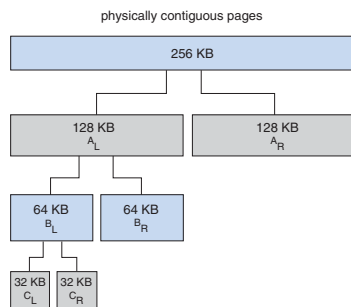 physically contiguous pages
256 KB
128 KB
A_L
128 KB
A_R
64 KB
B_L
64 KB
B_R
32 KB
C_L
32 KB
C_R